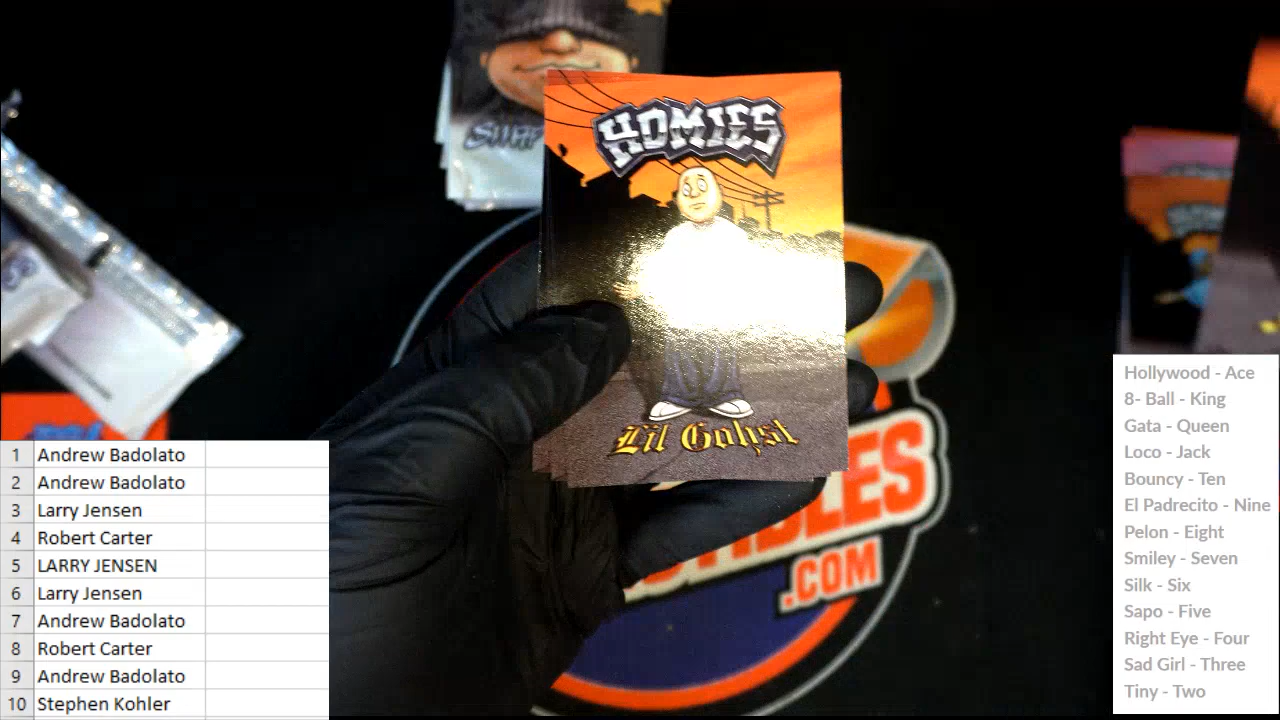 HOMIES
Lil Gohst
.COM
1 Andrew Badolato
2 Andrew Badolato
3 Larry Jensen
4 Robert Carter
5 LARRY JENSEN
6 Larry Jensen
7 Andrew Badolato
8 Robert Carter
9 Andrew Badolato
10 Stephen Kohler
Hollywood - Ace
8- Ball - King
Gata - Queen
Loco - Jack
Bouncy - Ten
El Padrecito - Nine
Pelon - Eight
Smiley - Seven
Silk - Six
Sapo - Five
Right Eye - Four
Sad Girl - Three
Tiny - Two